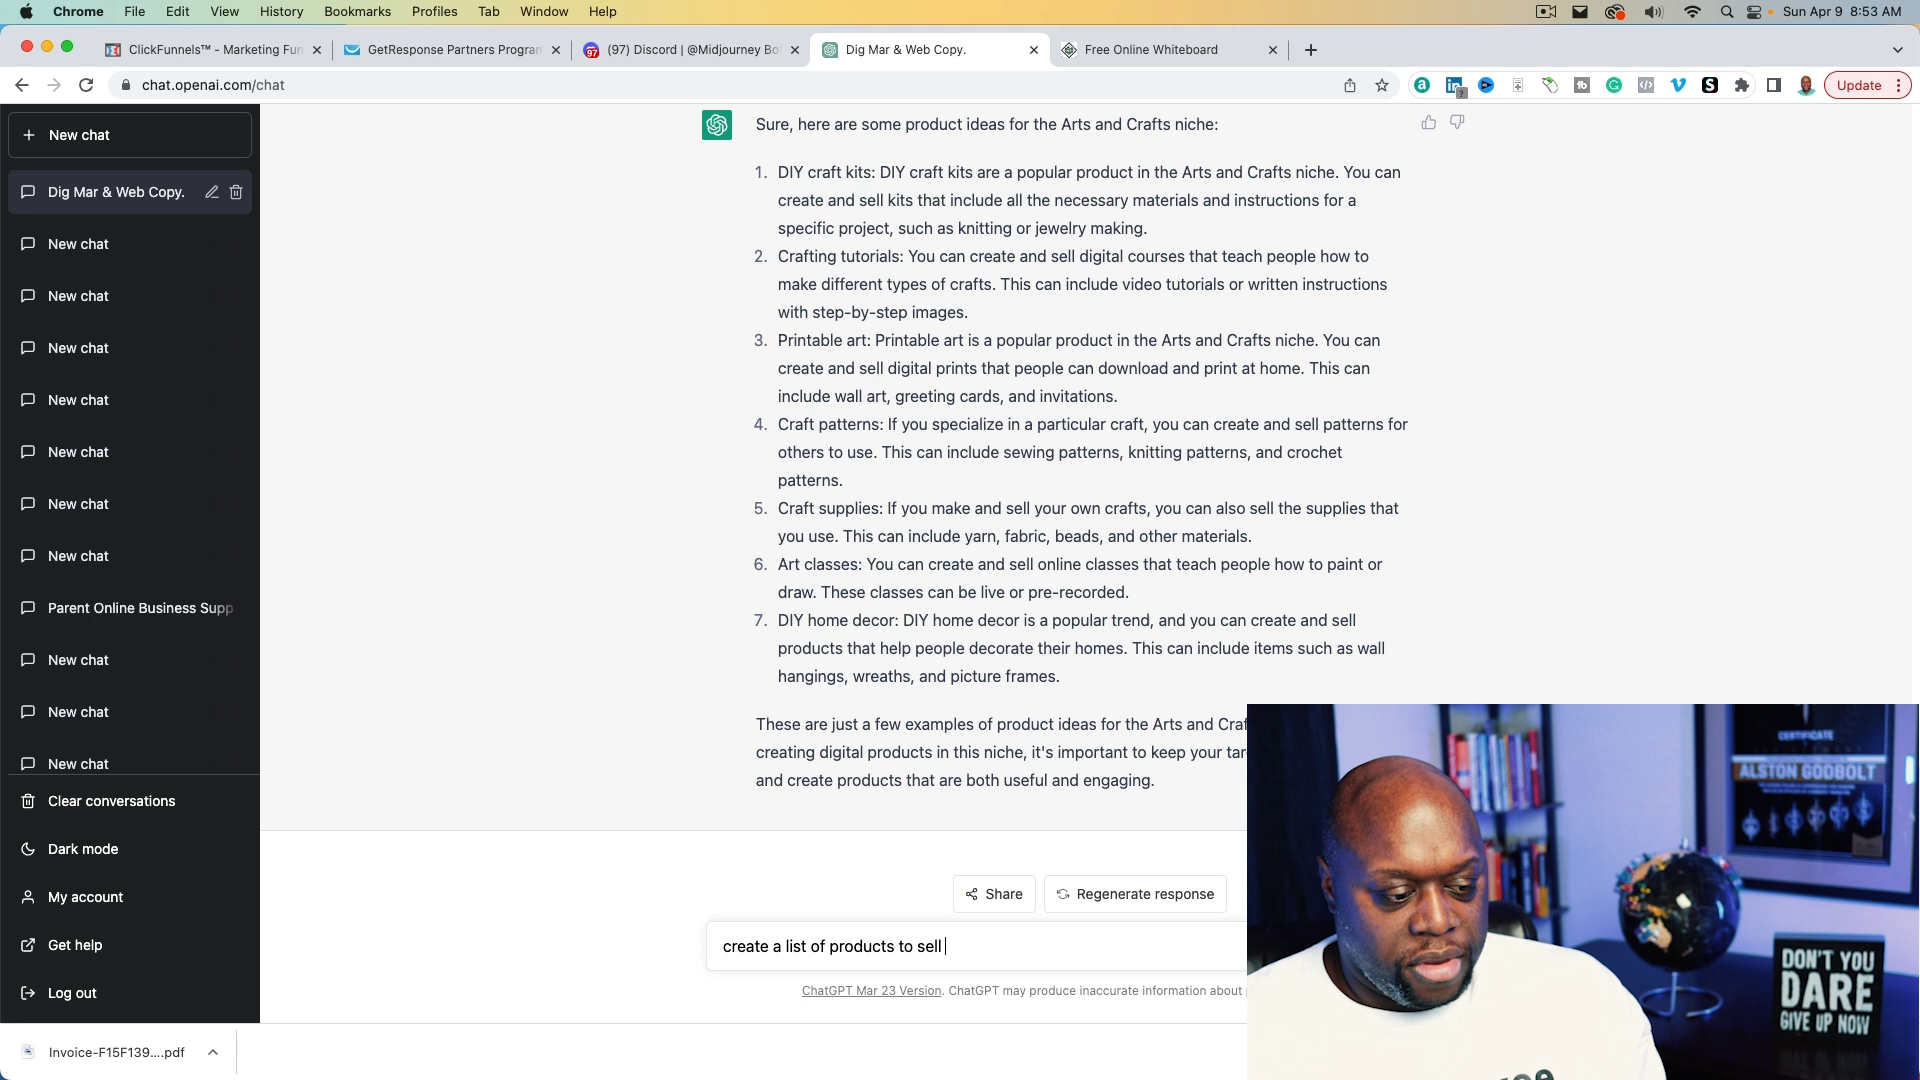 Chrome File Edit View History Bookmarks Profiles Tab Window Help Sun Apr 9 8:53 AM
ClickFunnels™ - Marketing Fun
GetResponse Partners Program
(97) Discord | @Midjourney Bot
Dig Mar & Web Copy.
Free Online Whiteboard
chat.openai.com/chat
Update
New chat
Dig Mar & Web Copy.
New chat
New chat
New chat
New chat
New chat
New chat
New chat
Parent Online Business Supp
New chat
New chat
New chat
Clear conversations
Dark mode
My account
Get help
Log out
Sure, here are some product ideas for the Arts and Crafts niche:
1. DIY craft kits: DIY craft kits are a popular product in the Arts and Crafts niche. You can
create and sell kits that include all the necessary materials and instructions for a
specific project, such as knitting or jewelry making.
2. Crafting tutorials: You can create and sell digital courses that teach people how to
make different types of crafts. This can include video tutorials or written instructions
with step-by-step images.
3. Printable art: Printable art is a popular product in the Arts and Crafts niche. You can
create and sell digital prints that people can download and print at home. This can
include wall art, greeting cards, and invitations.
4. Craft patterns: If you specialize in a particular craft, you can create and sell patterns for
others to use. This can include sewing patterns, knitting patterns, and crochet
patterns.
5. Craft supplies: If you make and sell your own crafts, you can also sell the supplies that
you use. This can include yarn, fabric, beads, and other materials.
6. Art classes: You can create and sell online classes that teach people how to paint or
draw. These classes can be live or pre-recorded.
7. DIY home decor: DIY home decor is a popular trend, and you can create and sell
products that help people decorate their homes. This can include items such as wall
hangings, wreaths, and picture frames.
These are just a few examples of product ideas for the Arts and Craf
creating digital products in this niche, it's important to keep your tar
and create products that are both useful and engaging.
Share
Regenerate response
create a list of products to sell
ChatGPT Mar 23 Version. ChatGPT may produce inaccurate information about
Invoice-F15F139....pdf
CERTIFICATE
ALSTON GODBOLT
DON'T YOU
DARE
GIVE UP NOW